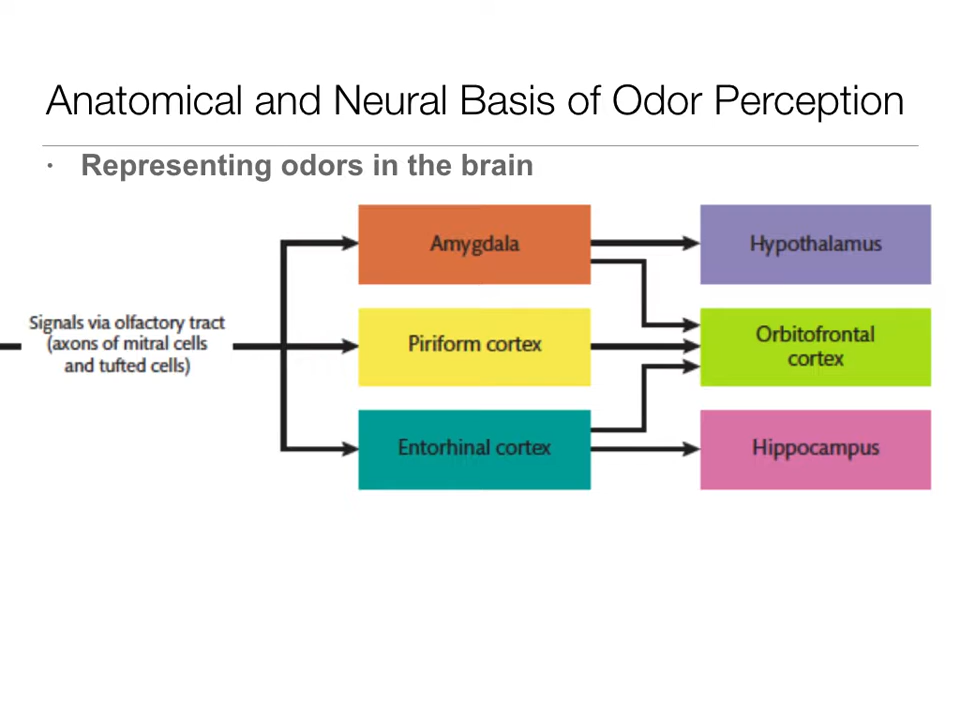 Anatomical and Neural Basis of Odor Perception
· Representing odors in the brain
Signals via olfactory tract
(axons of mitral cells
and tufted cells)
Amygdala
Piriform cortex
Entorhinal cortex
Hypothalamus
Orbitofrontal
cortex
Hippocampus